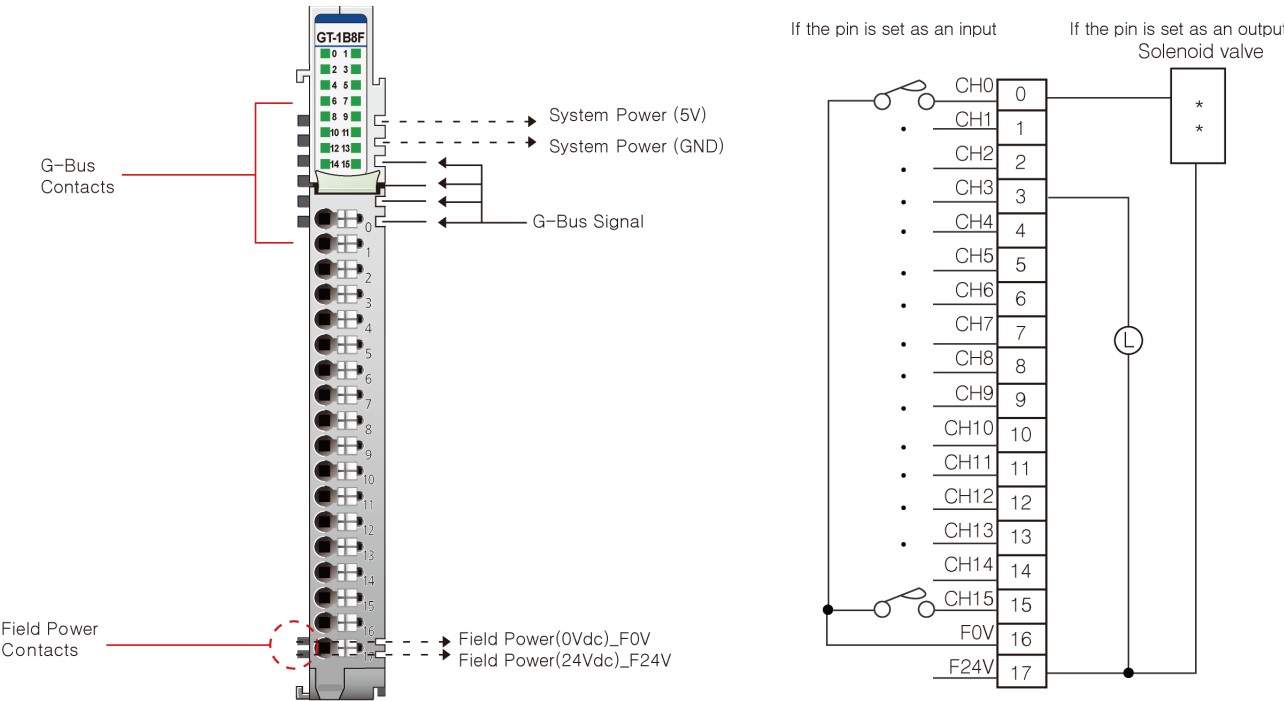 GT-1B8F
0 1
2 3
4 5
6 7
8 9
10 11
12 13
14 15
G-Bus
Contacts
System Power (5V)
System Power (GND)
G-Bus Signal
0
1
2
3
4
5
6
7
8
9
10
11
12
13
14
15
16
17
Field Power
Contacts
Field Power(0Vdc)_F0V
Field Power(24Vdc)_F24V
If the pin is set as an input
If the pin is set as an output
Solenoid valve
*
*
CH0 0
CH1 1
CH2 2
CH3 3
CH4 4
CH5 5
CH6 6
CH7 7
L
CH8 8
CH9 9
CH10 10
CH11 11
CH12 12
CH13 13
CH14 14
CH15 15
F0V 16
F24V 17